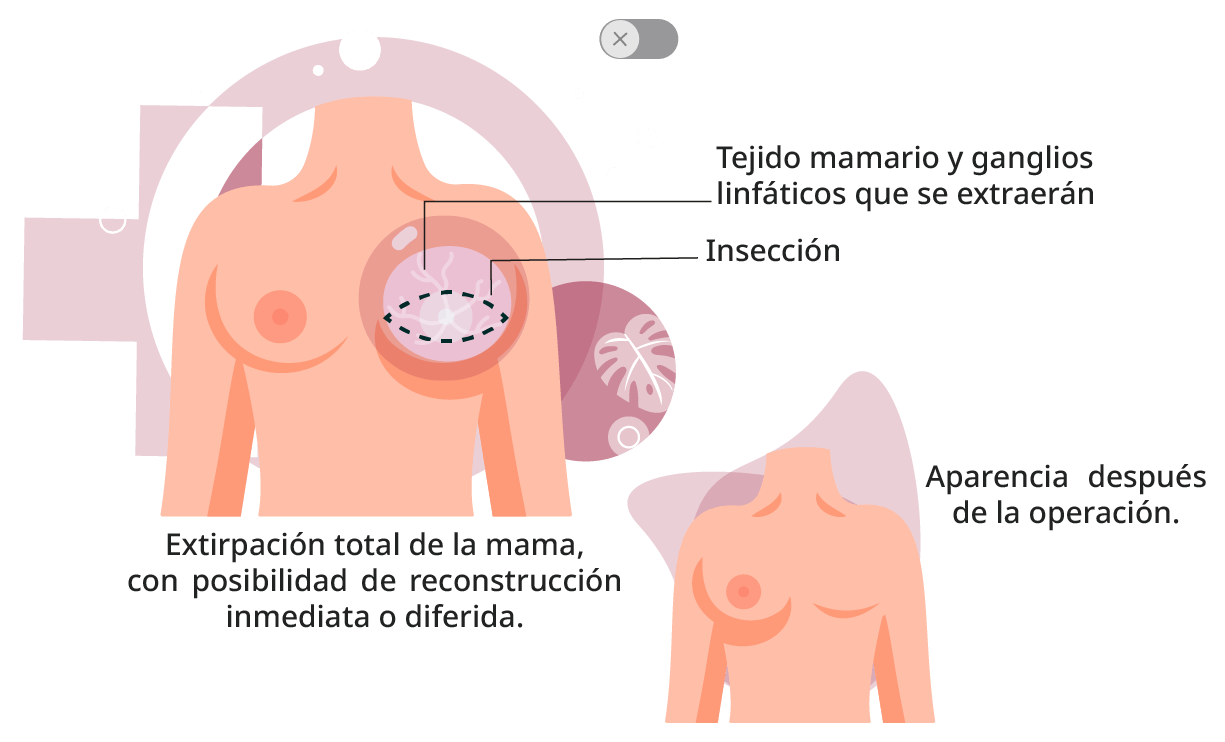 Tejido mamario y ganglios
linfáticos que se extraerán
Insección
Extirpación total de la mama,
con posibilidad de reconstrucción
inmediata o diferida.
Aparencia después
de la operación.